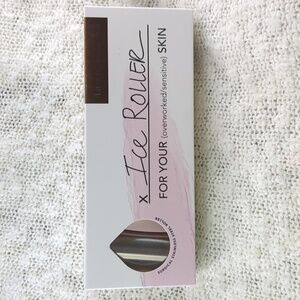 x ICE ROLLER
FOR YOUR (overworked/sensitive) SKIN